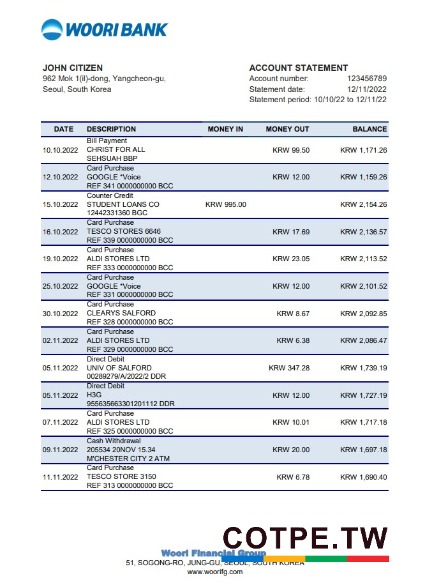 WOORI BANK
JOHN CITIZEN
962 Mok 1(il)-dong, Yangcheon-gu,
Seoul, South Korea
ACCOUNT STATEMENT
Account number: 123456789
Statement date: 12/11/2022
Statement period: 10/10/22 to 12/11/22
DATE DESCRIPTION MONEY IN MONEY OUT BALANCE
Bill Payment
10.10.2022 CHRIST FOR ALL KRW 99.50 KRW 1,171.26
SEHSUAH BBP
Card Purchase
12.10.2022 GOOGLE *Voice KRW 12.00 KRW 1,159.26
REF 341 0000000000 BCC
Counter Credit
15.10.2022 STUDENT LOANS CO KRW 995.00 KRW 2,154.26
12442331360 BGC
Card Purchase
16.10.2022 TESCO STORES 6646 KRW 17.69 KRW 2,136.57
REF 339 0000000000 BCC
Card Purchase
19.10.2022 ALDI STORES LTD KRW 23.05 KRW 2,113.52
REF 333 0000000000 BCC
Card Purchase
25.10.2022 GOOGLE *Voice KRW 12.00 KRW 2,101.52
REF 331 0000000000 BCC
Card Purchase
30.10.2022 CLEARYS SALFORD KRW 8.67 KRW 2,092.85
REF 328 0000000000 BCC
Card Purchase
02.11.2022 ALDI STORES LTD KRW 6.38 KRW 2,086.47
REF 329 0000000000 BCC
Direct Debit
05.11.2022 UNIV OF SALFORD KRW 347.28 KRW 1,739.19
00289279/A/2022/2 DDR
Direct Debit
05.11.2022 H3G KRW 12.00 KRW 1,727.19
955635663301201112 DDR
Card Purchase
07.11.2022 ALDI STORES LTD KRW 10.01 KRW 1,717.18
REF 325 0000000000 BCC
Cash Withdrawal
09.11.2022 205534 20NOV 15.34 KRW 20.00 KRW 1,697.18
M'CHESTER CITY 2 ATM
Card Purchase
11.11.2022 TESCO STORE 3150 KRW 6.78 KRW 1,690.40
REF 313 0000000000 BCC
COTPE.TW
Woori Financial Group
51, SOGONG-RO, JUNG-GU, SEOUL, SOUTH KOREA
www.woorifg.com